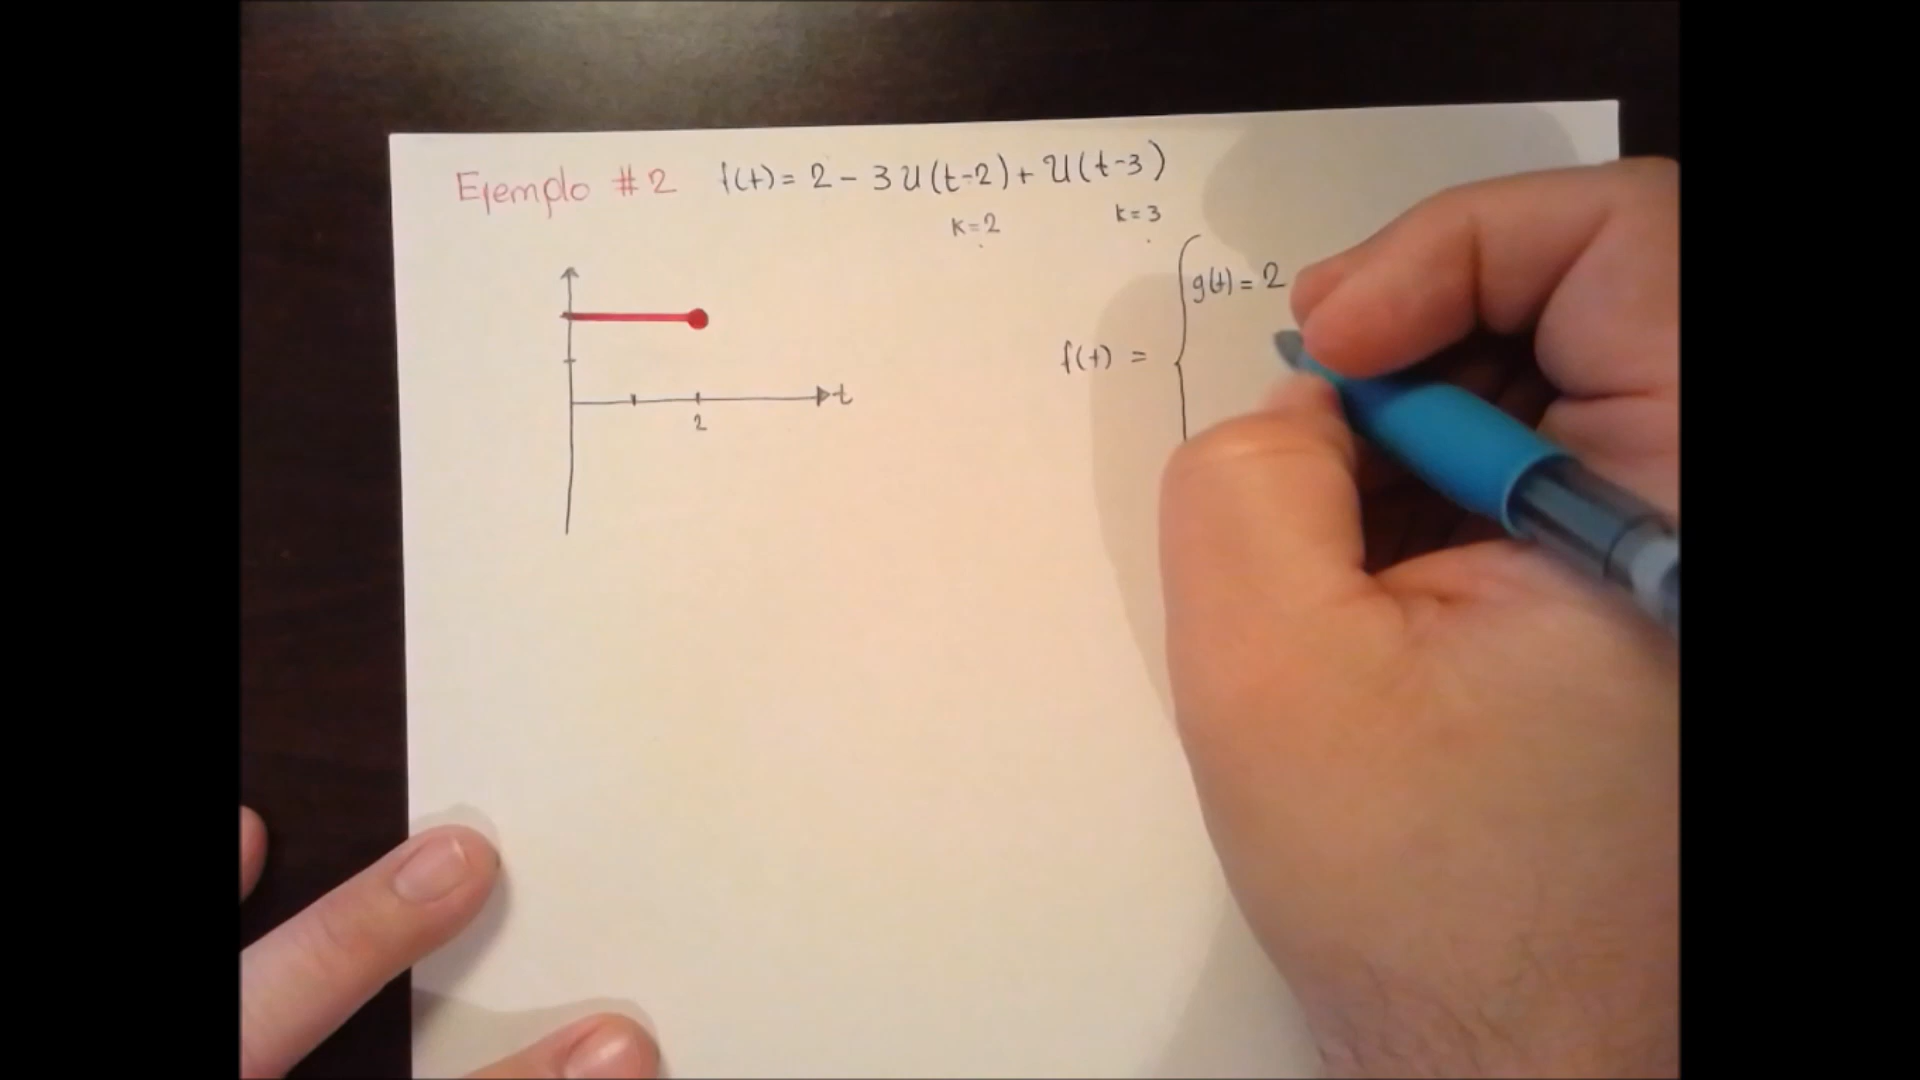 Ejemplo #2 f(t) = 2 - 3 U(t-2) + U(t-3)
k=2 k=3
g(t) = 2
f(t) =
t
2